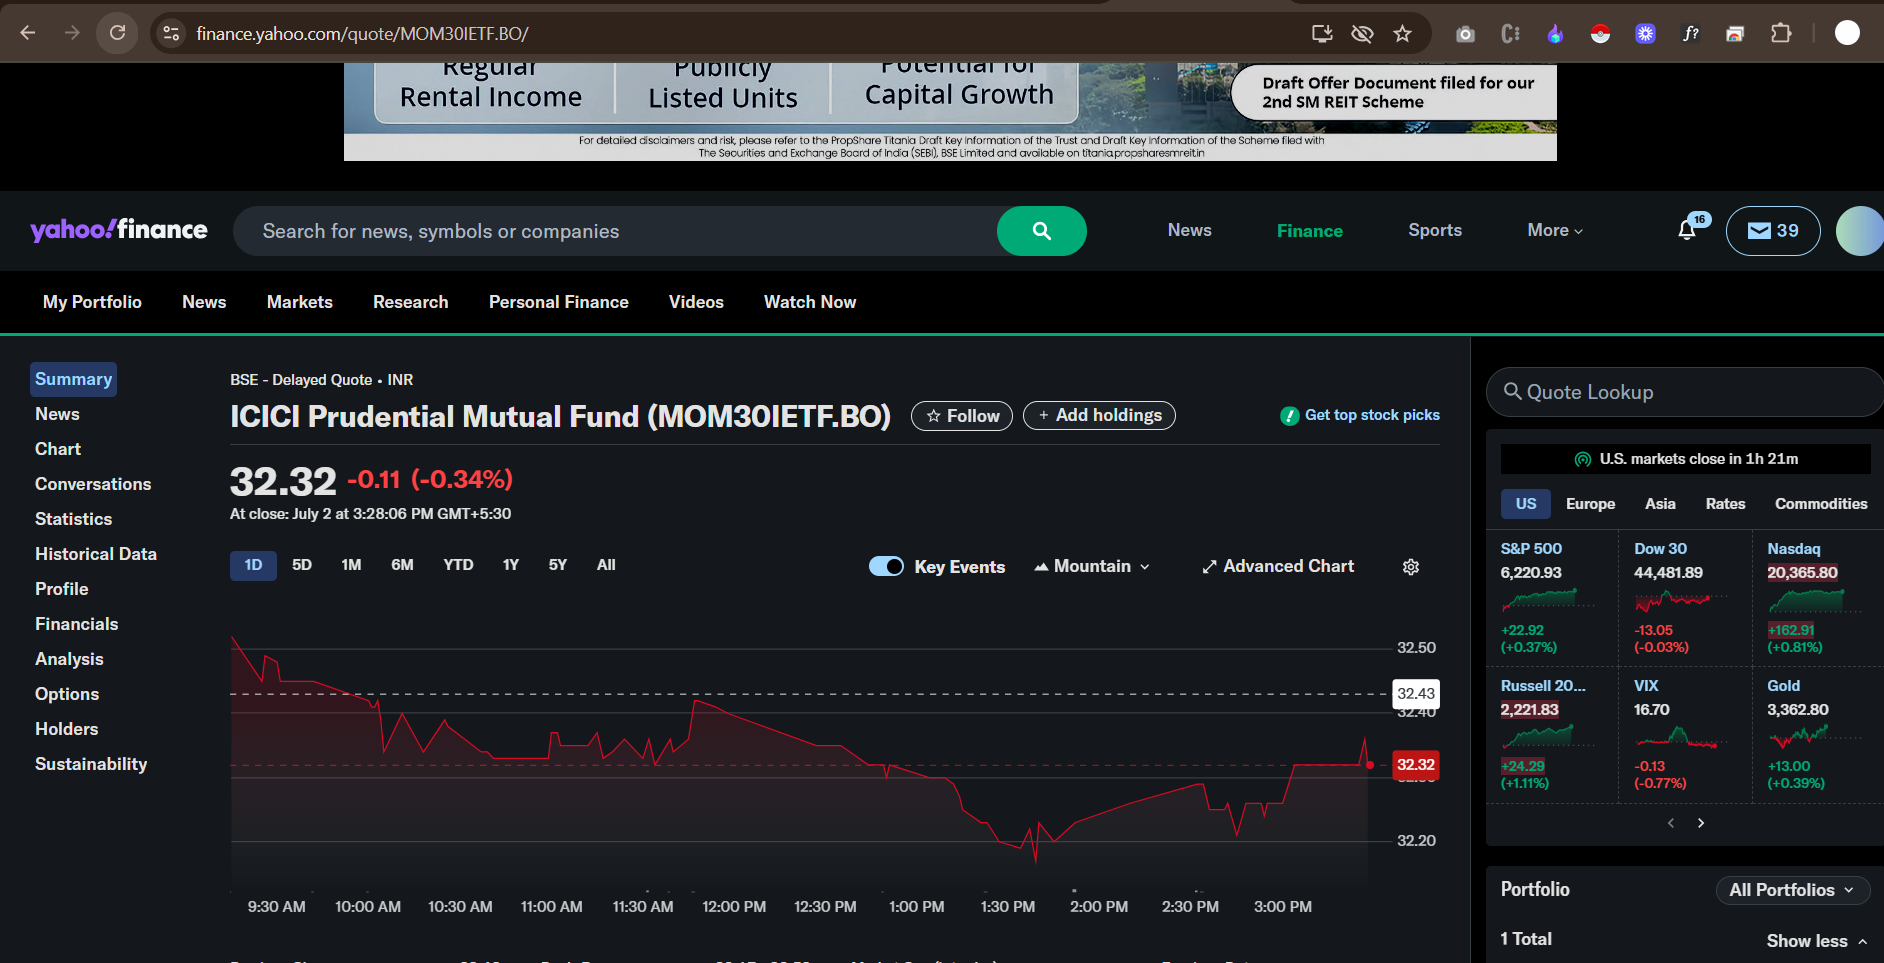 finance.yahoo.com/quote/MOM30IETF.BO/
Regular
Rental Income
Publicly
Listed Units
Potential for
Capital Growth
Draft Offer Document filed for our
2nd SM REIT Scheme
For detailed disclaimers and risk, please refer to the PropShare Titania Draft Key Information of the Trust and Draft Key Information of the Scheme filed with
The Securities and Exchange Board of India (SEBI), BSE Limited and available on titania.propsharesmreit.in
yahoo!finance
Search for news, symbols or companies
News
Finance
Sports
More
16
39
My Portfolio
News
Markets
Research
Personal Finance
Videos
Watch Now
Summary
News
Chart
Conversations
Statistics
Historical Data
Profile
Financials
Analysis
Options
Holders
Sustainability
BSE - Delayed Quote • INR
ICICI Prudential Mutual Fund (MOM30IETF.BO)
Follow
+ Add holdings
Get top stock picks
32.32 -0.11 (-0.34%)
At close: July 2 at 3:28:06 PM GMT+5:30
1D 5D 1M 6M YTD 1Y 5Y All
Key Events
Mountain
Advanced Chart
32.50
32.43
32.40
32.32
32.20
9:30 AM 10:00 AM 10:30 AM 11:00 AM 11:30 AM 12:00 PM 12:30 PM 1:00 PM 1:30 PM 2:00 PM 2:30 PM 3:00 PM
Quote Lookup
U.S. markets close in 1h 21m
US Europe Asia Rates Commodities
S&P 500
6,220.93
+22.92
(+0.37%)
Dow 30
44,481.89
-13.05
(-0.03%)
Nasdaq
20,365.80
+162.91
(+0.81%)
Russell 20...
2,221.83
+24.29
(+1.11%)
VIX
16.70
-0.13
(-0.77%)
Gold
3,362.80
+13.00
(+0.39%)
Portfolio
All Portfolios
1 Total
Show less